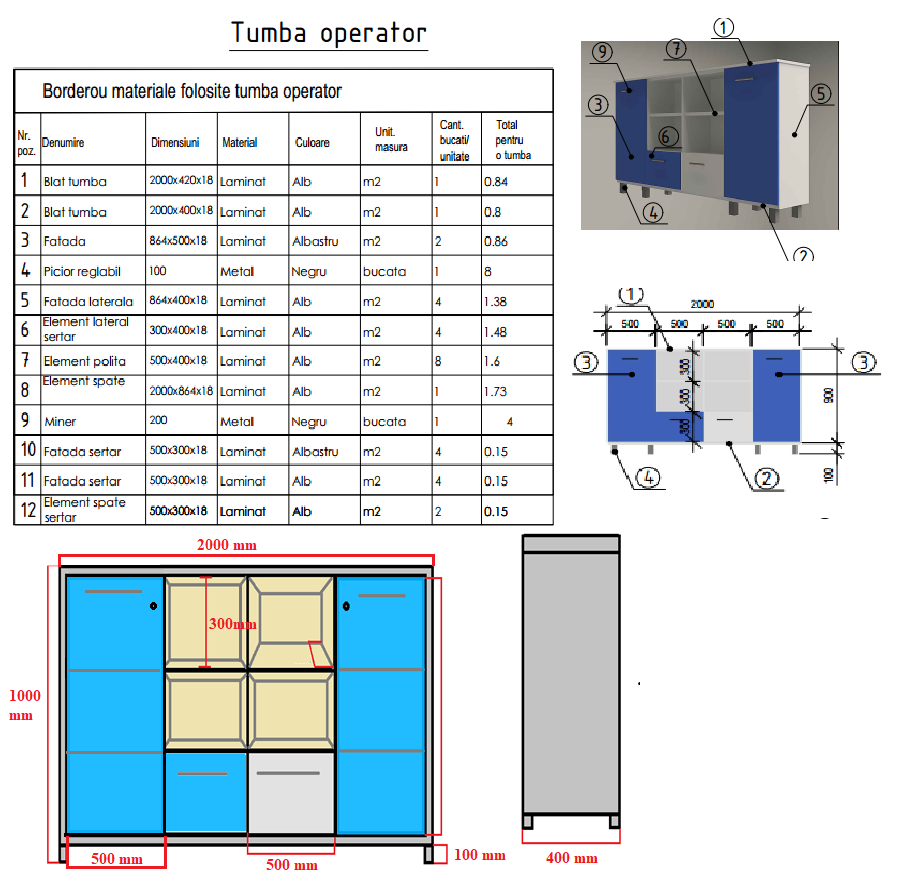 Tumba operator
Borderou materiale folosite tumba operator
Nr. poz. Denumire Dimensiuni Material Culoare Unit. masura Cant. bucati/ unitate Total pentru o tumba
1 Blat tumba 2000x420x18 Laminat Alb m2 1 0.84
2 Blat tumba 2000x400x18 Laminat Alb m2 1 0.8
3 Fatada 864x500x18 Laminat Albastru m2 2 0.86
4 Picior reglabil 100 Metal Negru bucata 1 8
5 Fatada laterala 864x400x18 Laminat Alb m2 4 1.38
6 Element lateral sertar 300x400x18 Laminat Alb m2 4 1.48
7 Element polita 500x400x18 Laminat Alb m2 8 1.6
8 Element spate 2000x864x18 Laminat Alb m2 1 1.73
9 Miner 200 Metal Negru bucata 1 4
10 Fatada sertar 500x300x18 Laminat Albastru m2 4 0.15
11 Fatada sertar 500x300x18 Laminat Alb m2 4 0.15
12 Element spate sertar 500x300x18 Laminat Alb m2 2 0.15
1
9
7
3
5
6
4
2
1
2000
500 500 500 500
3
3
300
300
300
900
100
4
2
2000 mm
300mm
1000
mm
500 mm
500 mm
100 mm
400 mm